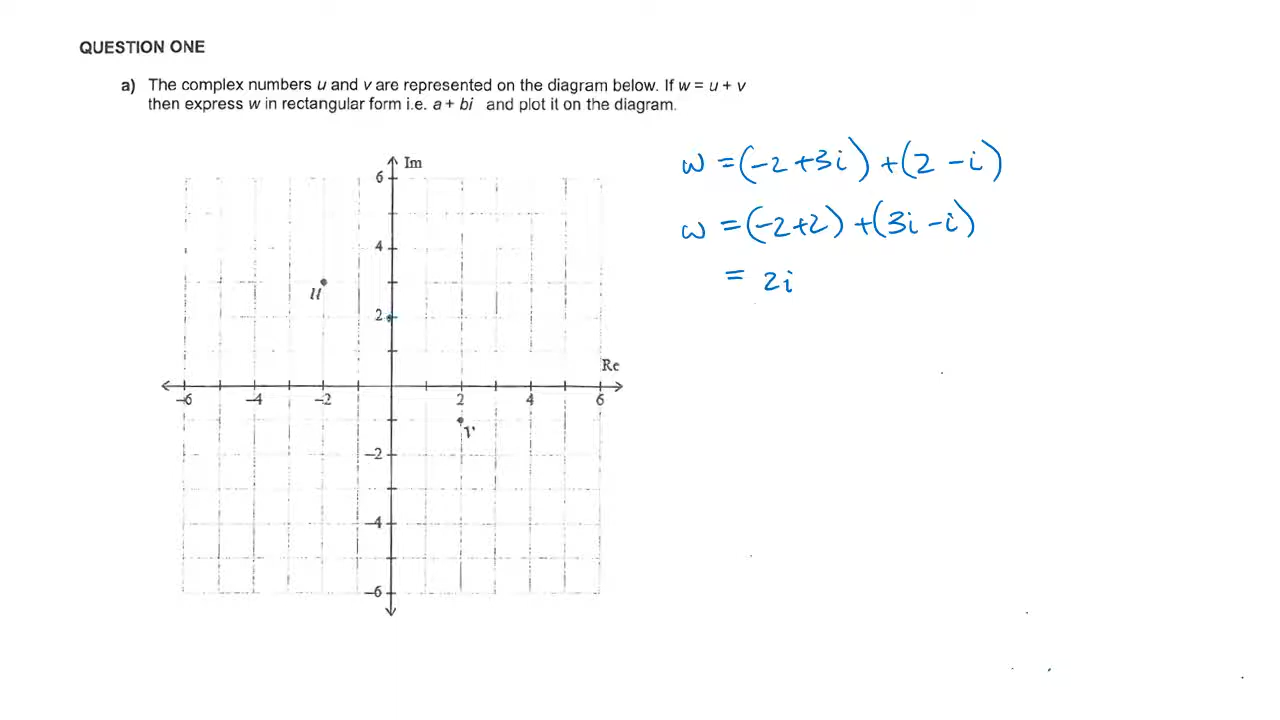 QUESTION ONE
a) The complex numbers u and v are represented on the diagram below. If w = u + v
then express w in rectangular form i.e. a + bi and plot it on the diagram.
Im
6
4
u
2
Re
-6 -4 -2 2 4 6
v
-2
-4
-6
w = (-2+3i) + (2 - i)
w = (-2+2) + (3i - i)
= 2i